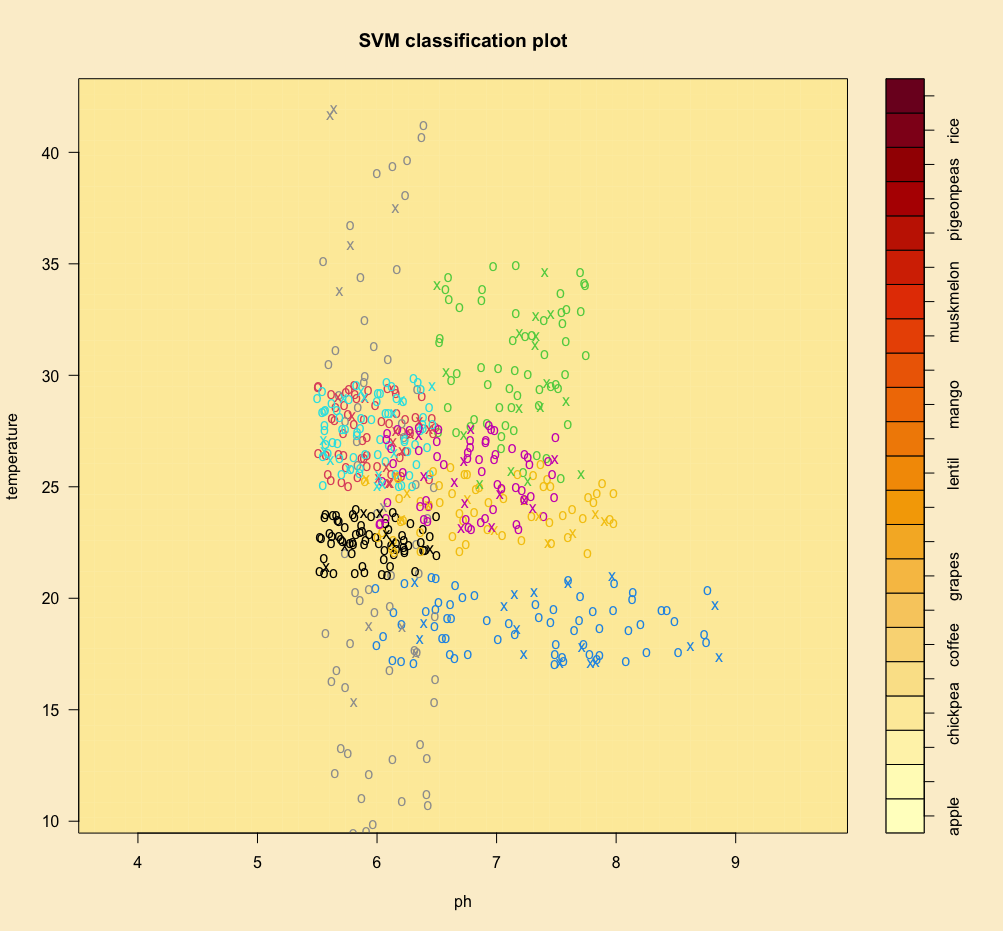 SVM classification plot
40
35
30
25
20
15
10
temperature
4 5 6 7 8 9
ph
rice
pigeonpeas
muskmelon
mango
lentil
grapes
coffee
chickpea
apple